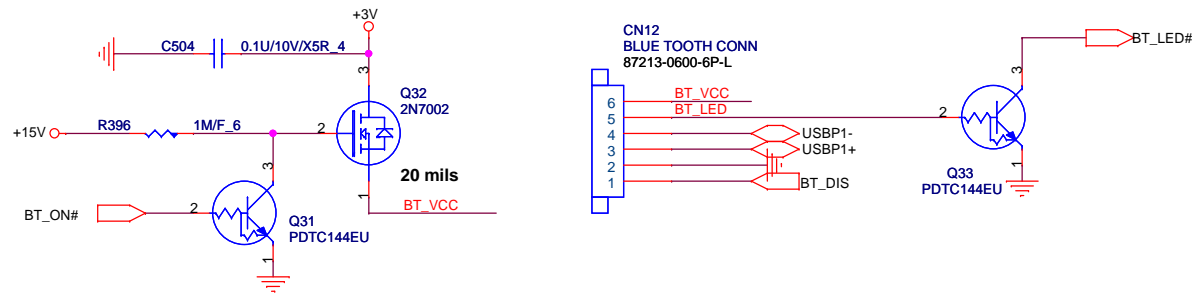 +3V
C504
0.1U/10V/X5R_4
3
Q32
2N7002
+15V
R396
1M/F_6
2
20 mils
3
1
BT_VCC
BT_ON#
2
Q31
PDTC144EU
1
CN12
BLUE TOOTH CONN
87213-0600-6P-L
BT_LED#
3
6
BT_VCC
5
BT_LED
2
4
USBP1-
3
USBP1+
2
1
BT_DIS
1
Q33
PDTC144EU